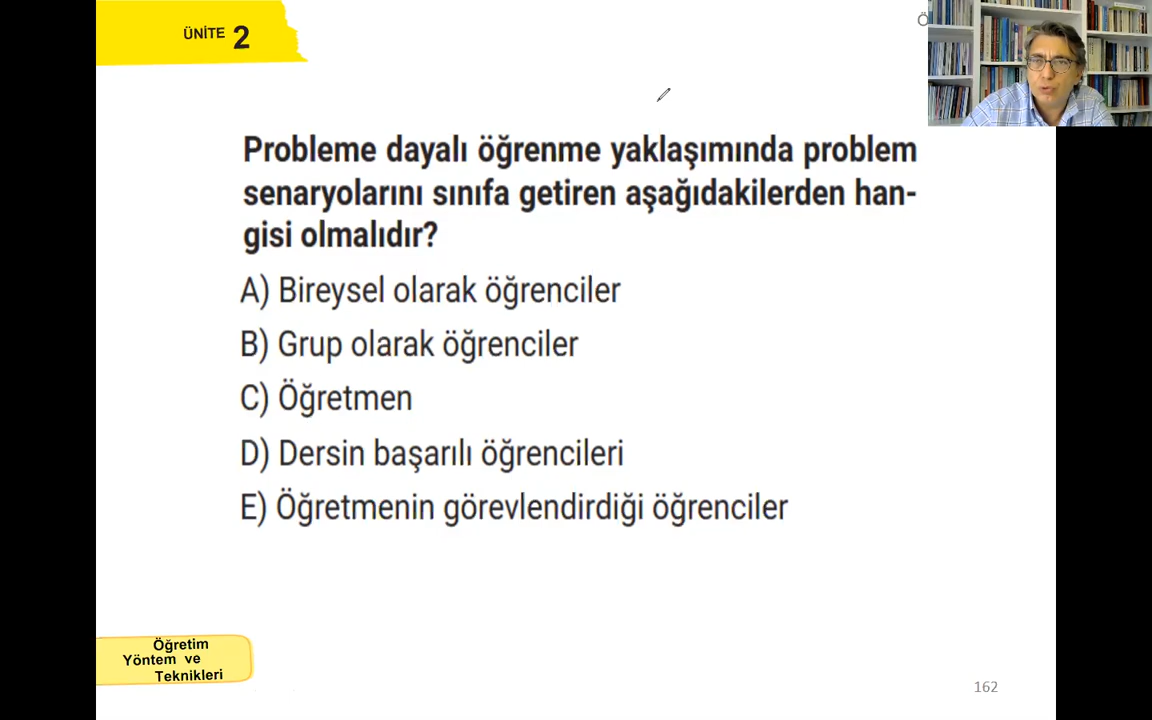 ÜNİTE 2
Ö
Probleme dayalı öğrenme yaklaşımında problem
senaryolarını sınıfa getiren aşağıdakilerden han-
gisi olmalıdır?
A) Bireysel olarak öğrenciler
B) Grup olarak öğrenciler
C) Öğretmen
D) Dersin başarılı öğrencileri
E) Öğretmenin görevlendirdiği öğrenciler
Öğretim
Yöntem ve
Teknikleri
162